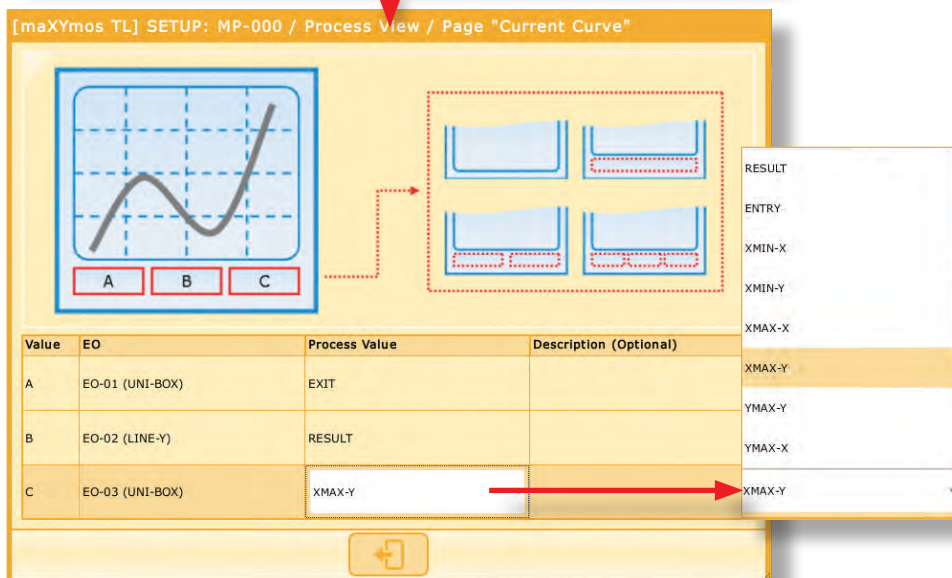 [maXYmos TL] SETUP: MP-000 / Process View / Page "Current Curve"
A B C
Value EO Process Value Description (Optional)
A EO-01 (UNI-BOX) EXIT
B EO-02 (LINE-Y) RESULT
C EO-03 (UNI-BOX) XMAX-Y
RESULT
ENTRY
XMIN-X
XMIN-Y
XMAX-X
XMAX-Y
YMAX-Y
YMAX-X
XMAX-Y